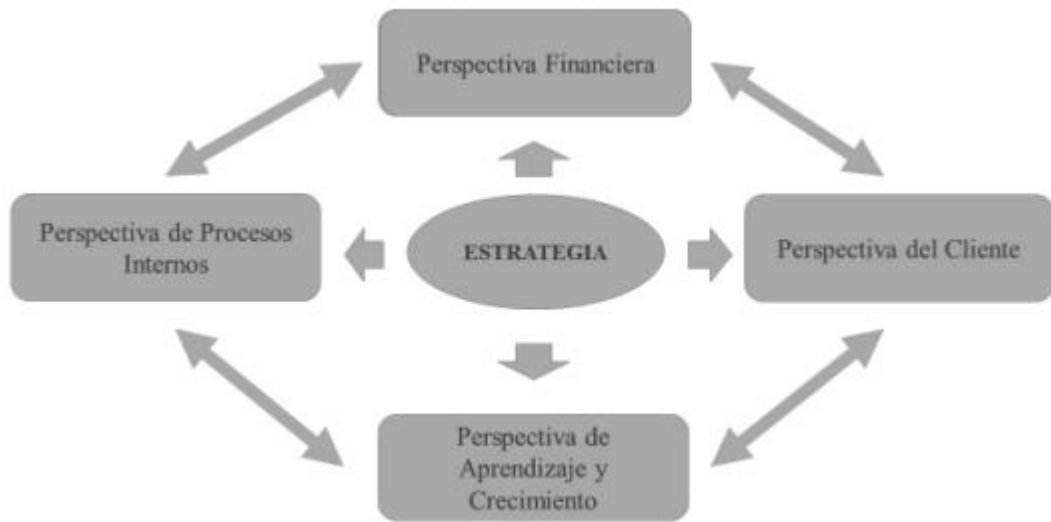 Perspectiva Financiera
Perspectiva de Procesos
Internos
ESTRATEGIA
Perspectiva del Cliente
Perspectiva de
Aprendizaje y
Crecimiento